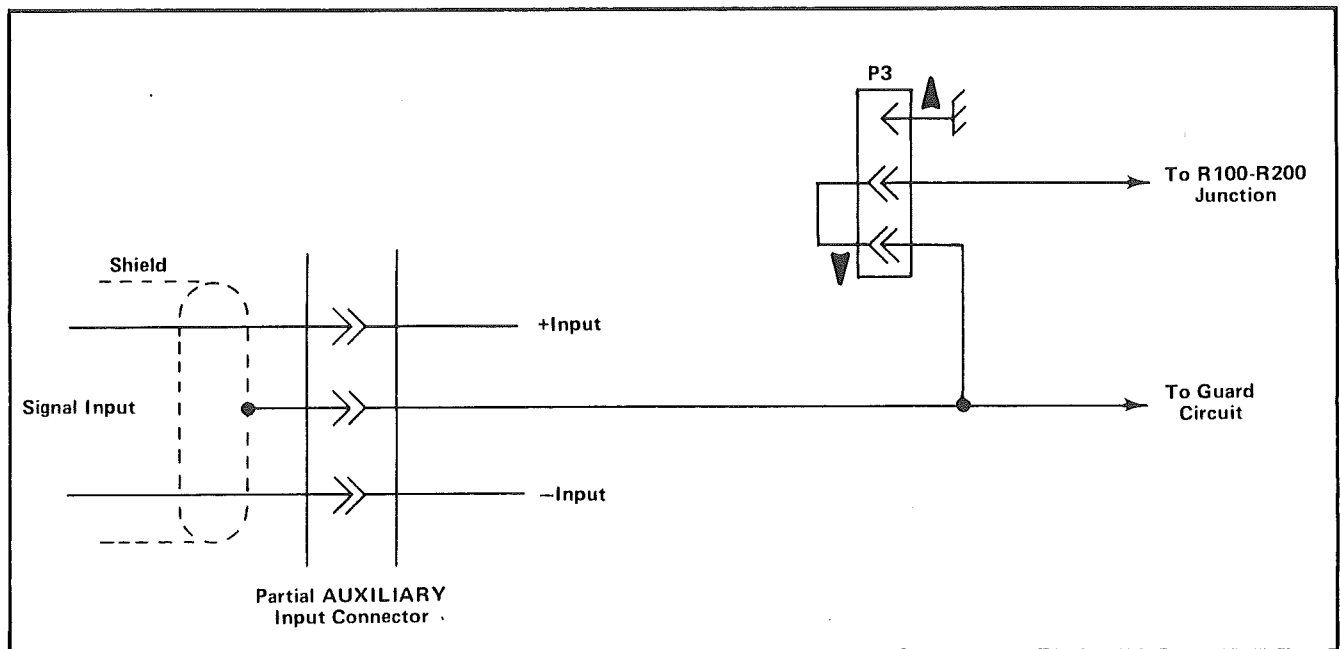 P3
To R100-R200
Junction
Shield
+Input
Signal Input
To Guard
Circuit
—Input
Partial AUXILIARY
Input Connector